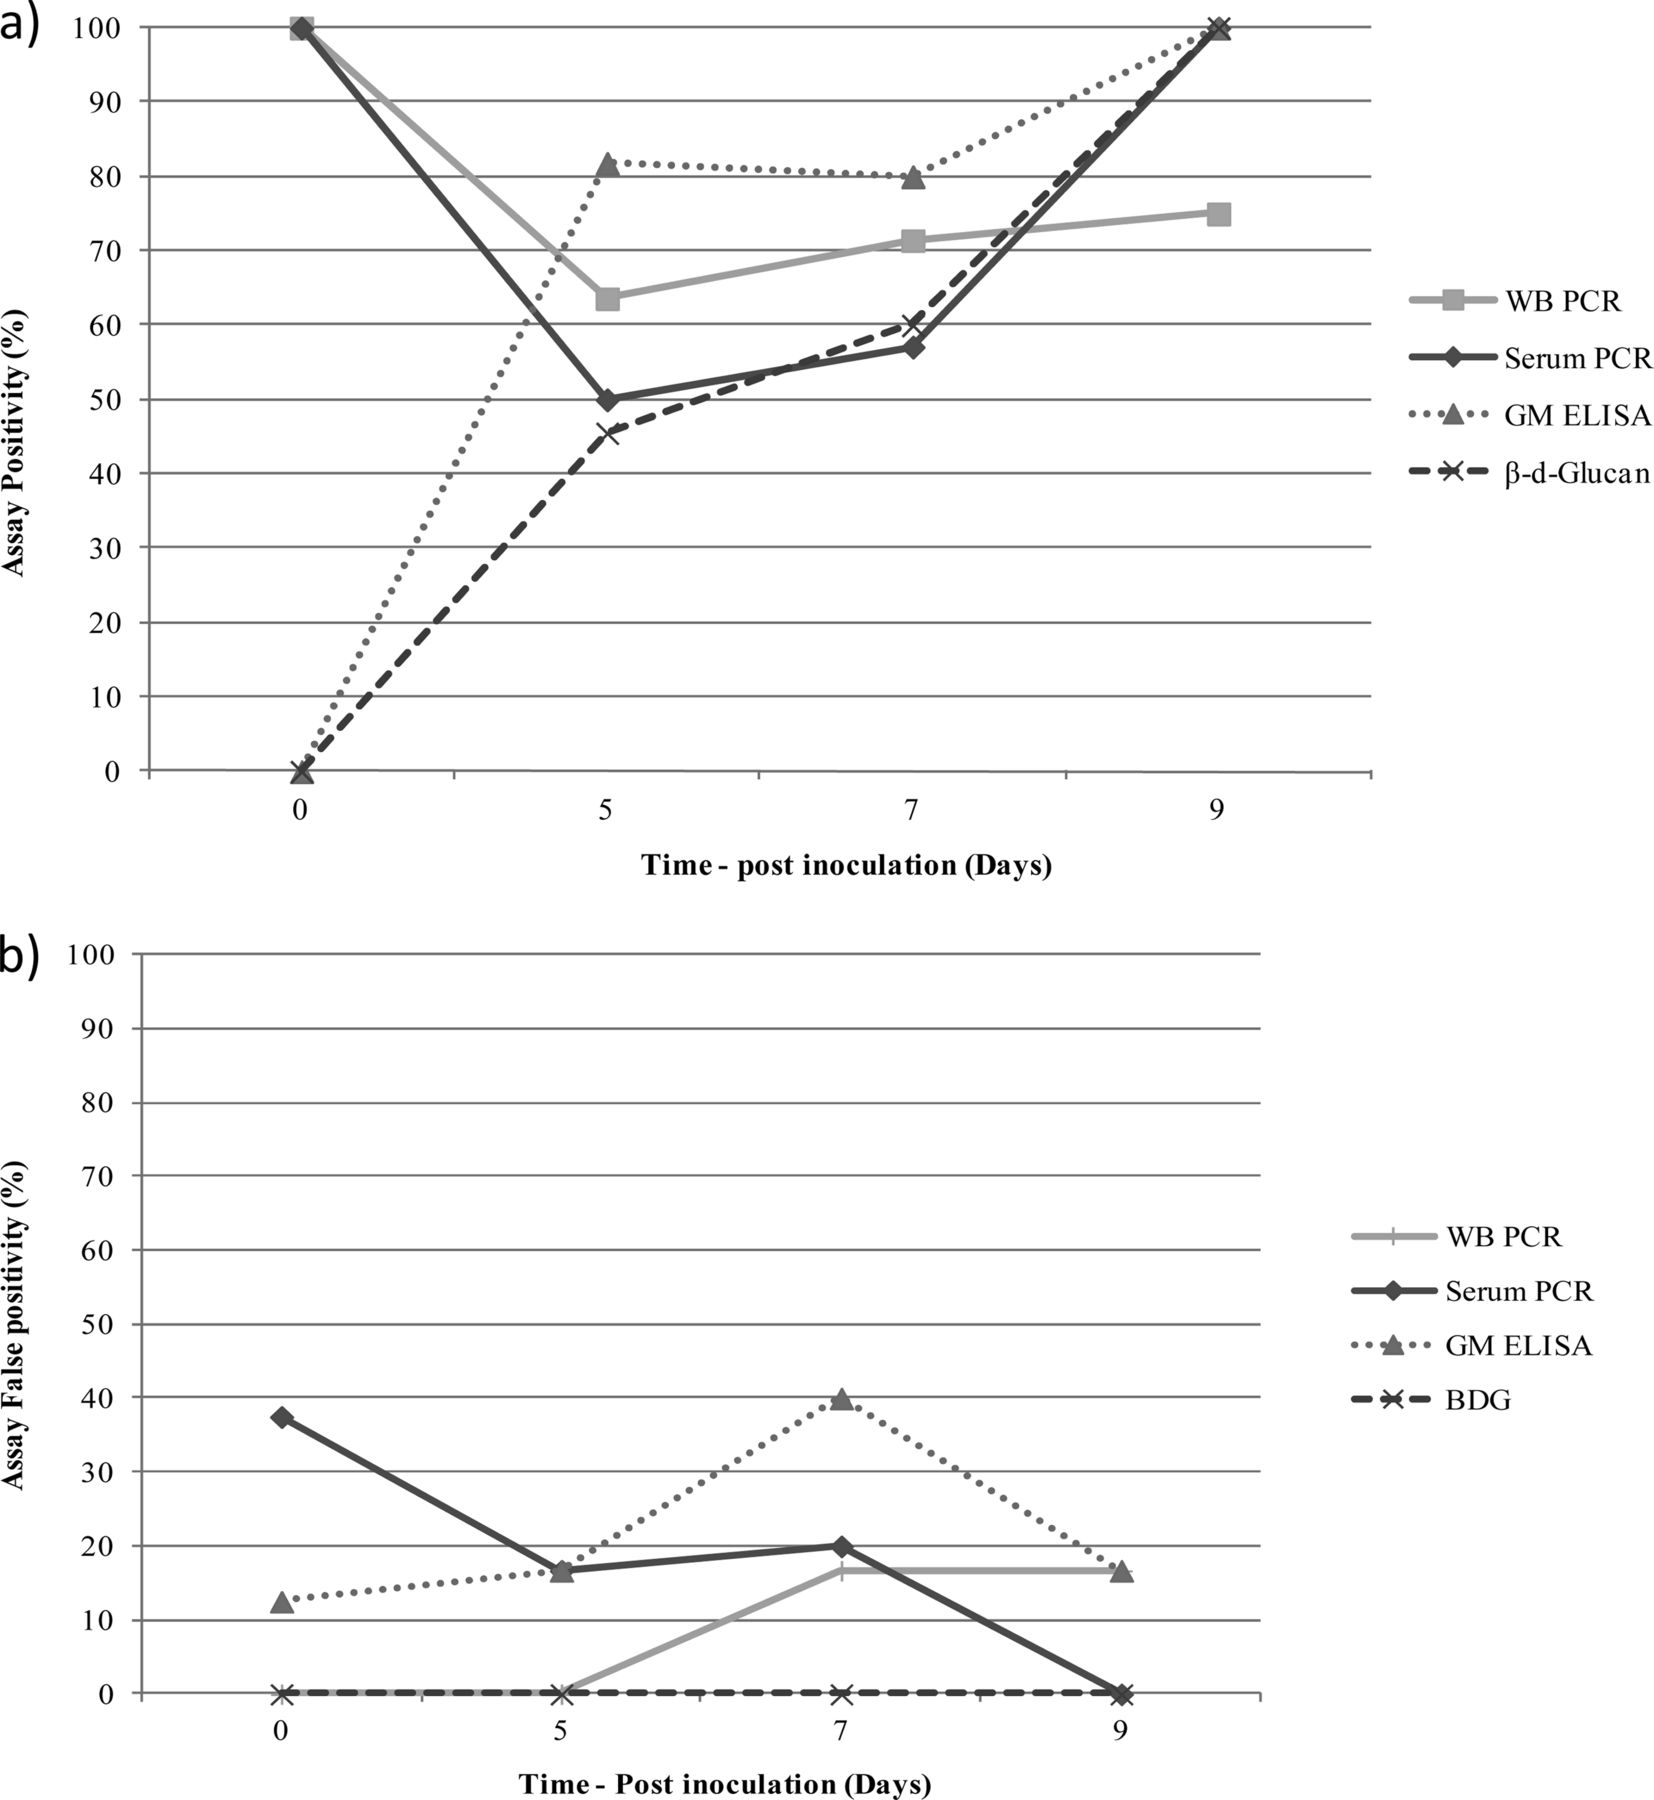 a)
100
90
80
70
60
50
40
30
20
10
0
Assay Positivity (%)
0 5 7 9
Time - post inoculation (Days)
WB PCR
Serum PCR
GM ELISA
β-d-Glucan
b)
100
90
80
70
60
50
40
30
20
10
0
Assay False positivity (%)
0 5 7 9
Time - Post inoculation (Days)
WB PCR
Serum PCR
GM ELISA
BDG